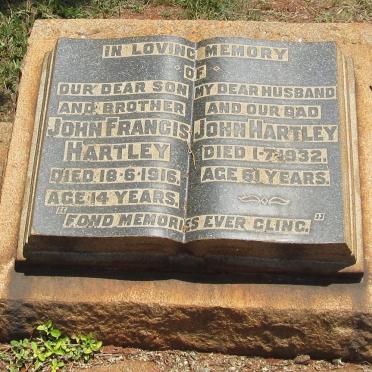 IN LOVING MEMORY
OF
OUR DEAR SON
AND BROTHER
JOHN FRANCIS
HARTLEY
DIED 18-6-1916,
AGE 14 YEARS.
MY DEAR HUSBAND
AND OUR DAD
JOHN HARTLEY
DIED 1-7-1932.
AGE 61 YEARS.
"FOND MEMORIES EVER CLING."